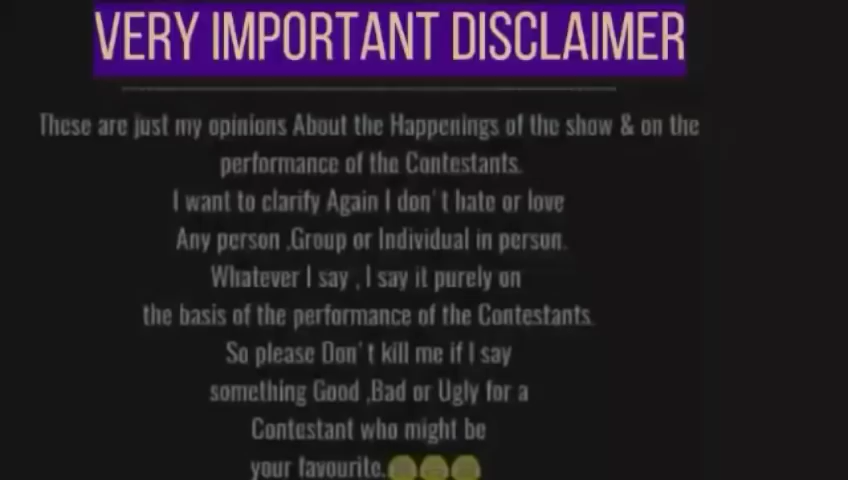 VERY IMPORTANT DISCLAIMER
These are just my opinions About the Happenings of the show & on the
performance of the Contestants.
I want to clarify Again I don't hate or love
Any person ,Group or Individual in person.
Whatever I say , I say it purely on
the basis of the performance of the Contestants.
So please Don't kill me if I say
something Good ,Bad or Ugly for a
Contestant who might be
your favourite.